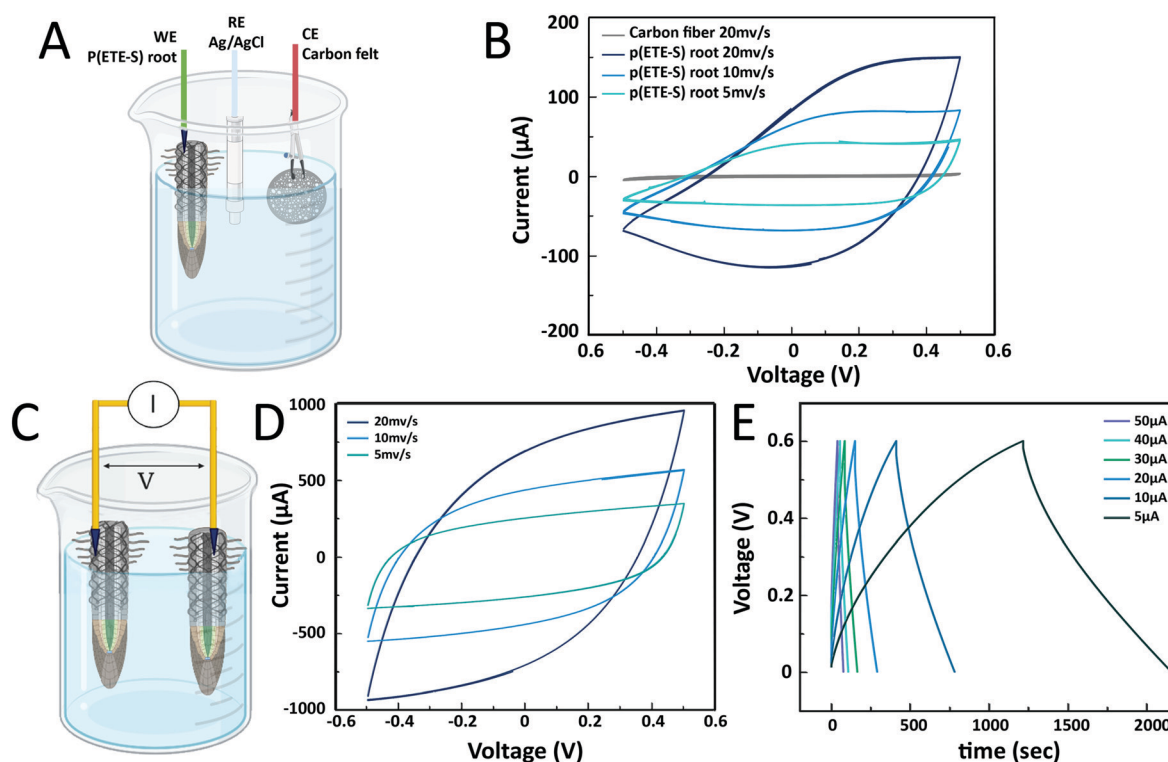 A
WE
P(ETE-S) root
RE
Ag/AgCl
CE
Carbon felt
B
Carbon fiber 20mv/s
p(ETE-S) root 20mv/s
p(ETE-S) root 10mv/s
p(ETE-S) root 5mv/s
Current (µA)
200
150
100
0
-100
-200
0.6 -0.4 -0.2 0 0.2 0.4 0.6
Voltage (V)
C
I
V
D
20mv/s
10mv/s
5mv/s
Current (µA)
1000
500
0
-500
-1000
-0.6 -0.4 -0.2 0 0.2 0.4 0.6
Voltage (V)
E
50µA
40µA
30µA
20µA
10µA
5µA
Voltage (V)
0.8
0.6
0.4
0.2
0
0 500 1000 1500 2000
time (sec)